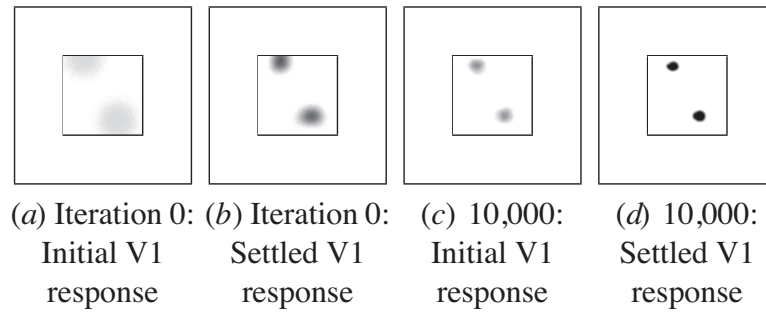 (a) Iteration 0: (b) Iteration 0: (c) 10,000: (d) 10,000:
Initial V1 Settled V1 Initial V1 Settled V1
response response response response